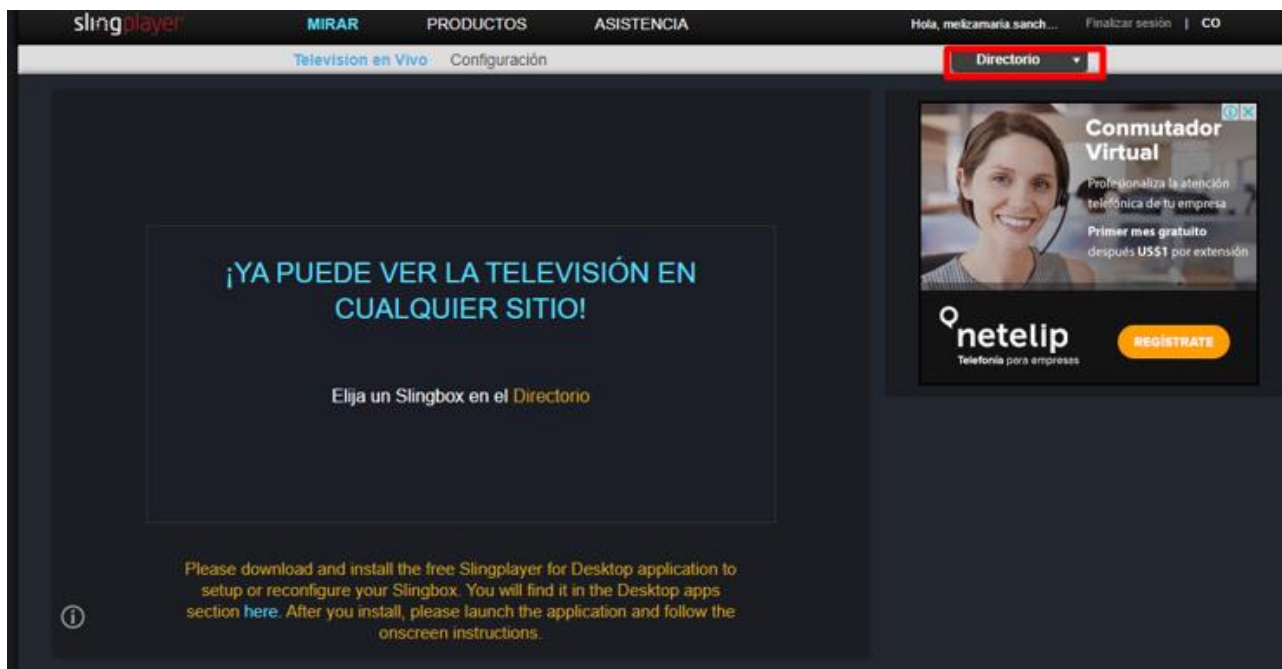 slingplayer MIRAR PRODUCTOS ASISTENCIA Hola, melizamaria.sanch... Finalizar sesión | CO
Television en Vivo Configuración Directorio
¡YA PUEDE VER LA TELEVISIÓN EN
CUALQUIER SITIO!
Elija un Slingbox en el Directorio
Please download and install the free Slingplayer for Desktop application to
setup or reconfigure your Slingbox. You will find it in the Desktop apps
section here. After you install, please launch the application and follow the
onscreen instructions.
Conmutador
Virtual
Profesionaliza la atención
telefónica de tu empresa
Primer mes gratuito
después US$1 por extensión
netelip
Telefonía para empresas
REGÍSTRATE